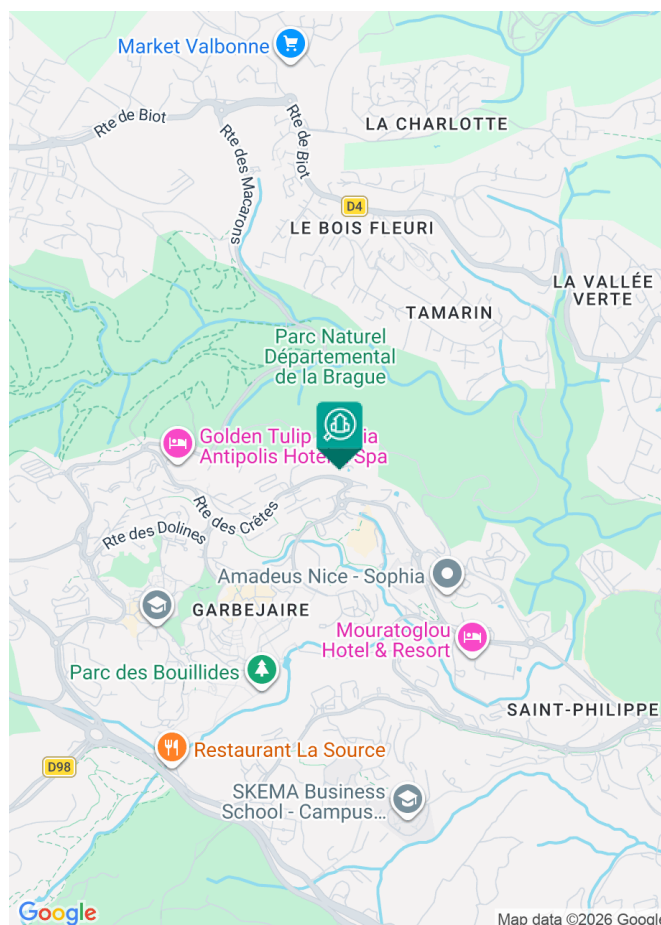 Market Valbonne
Rte de Biot
Rte des Macarons
Rte de Biot
LA CHARLOTTE
D4
LE BOIS FLEURI
LA VALLÉE
VERTE
TAMARIN
Parc Naturel
Départemental
de la Brague
Golden Tulip
Antipolis Hotel Spa
Rte des Crêtes
Rte des Dolines
Amadeus Nice - Sophia
GARBEJAIRE
Mouratoglou
Hotel & Resort
Parc des Bouillides
SAINT-PHILIPPE
Restaurant La Source
D98
SKEMA Business
School - Campus...
Google
Map data ©2026 Google